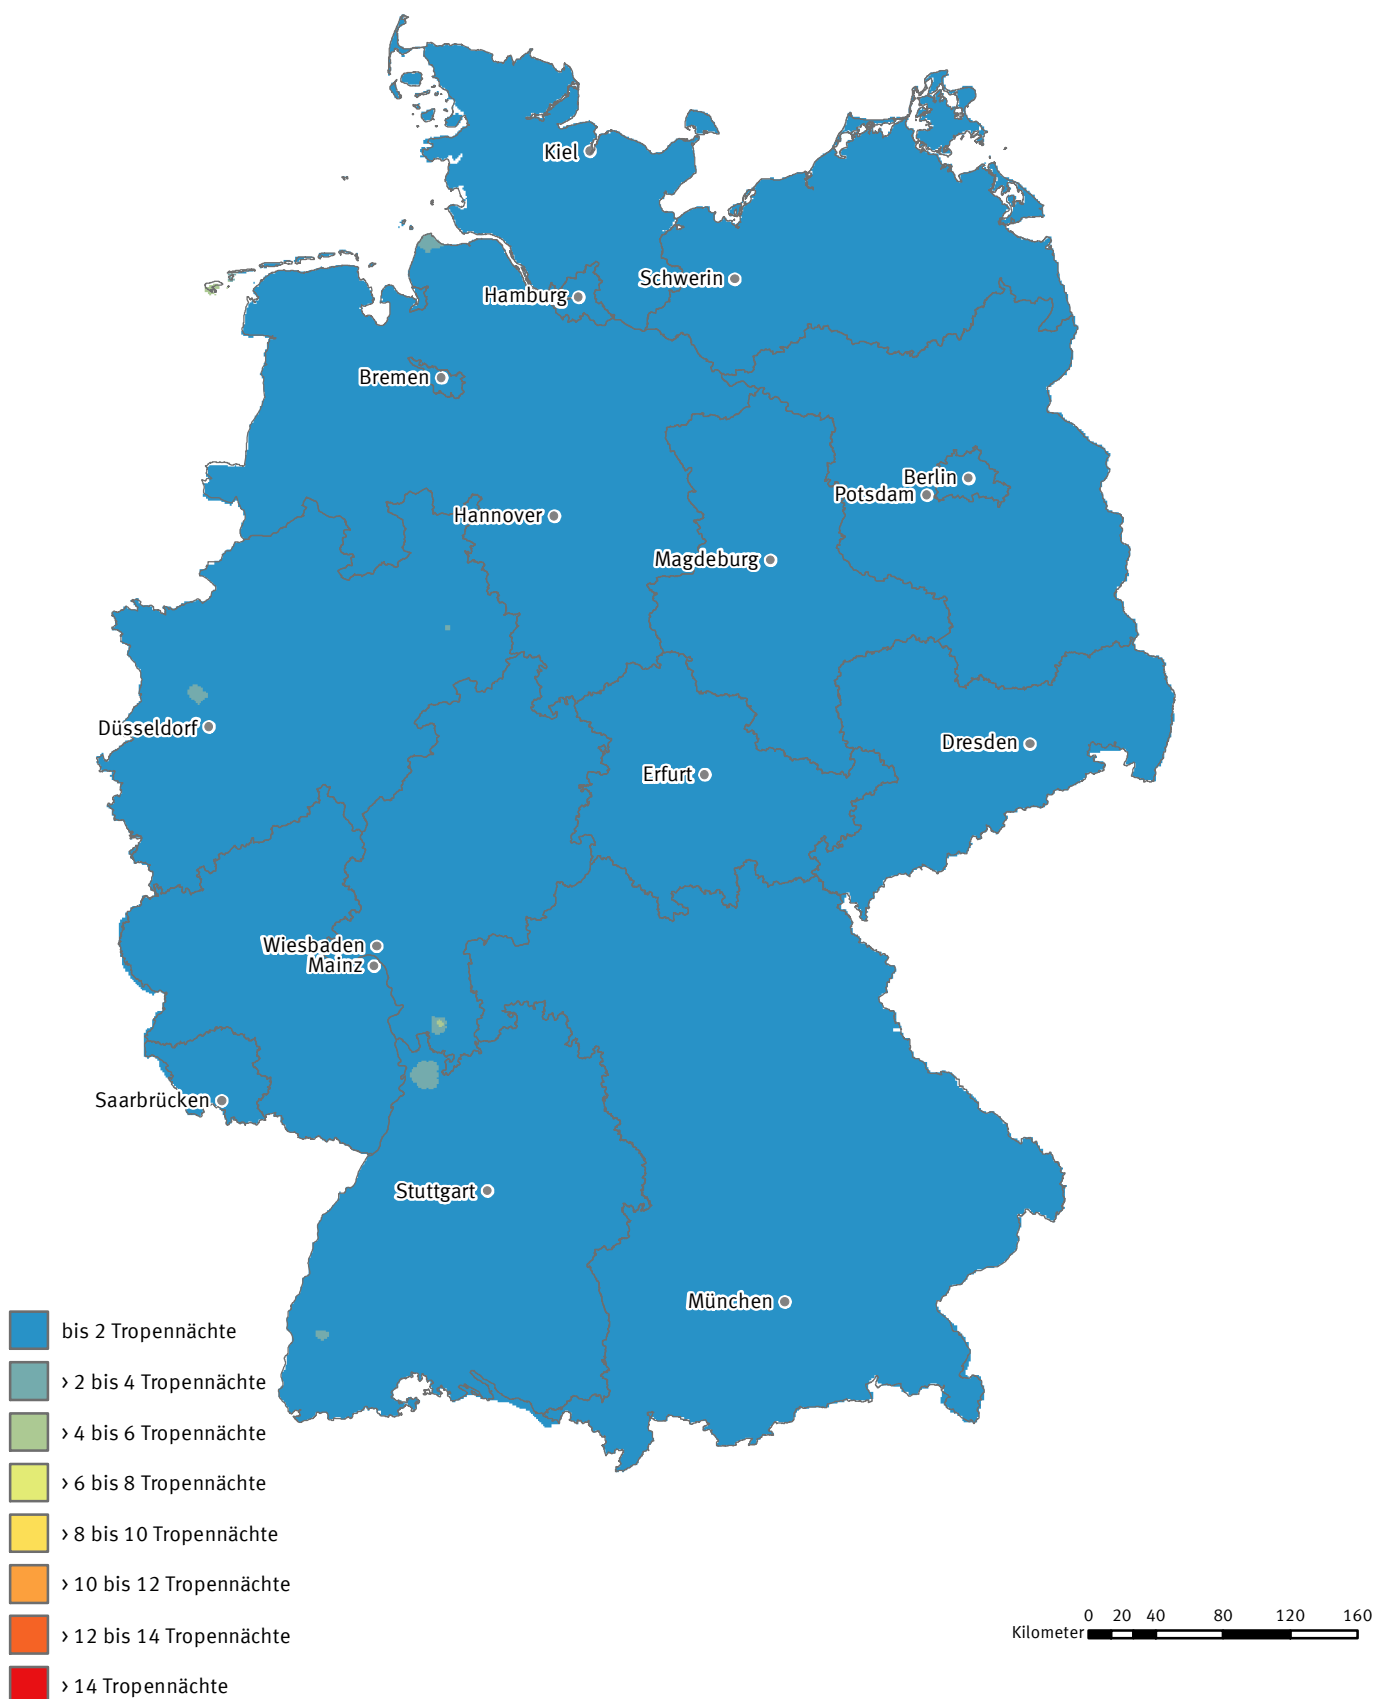 Kiel
Schwerin
Hamburg
Bremen
Berlin
Potsdam
Hannover
Magdeburg
Düsseldorf
Dresden
Erfurt
Wiesbaden
Mainz
Saarbrücken
Stuttgart
München
bis 2 Tropennächte
> 2 bis 4 Tropennächte
> 4 bis 6 Tropennächte
> 6 bis 8 Tropennächte
> 8 bis 10 Tropennächte
> 10 bis 12 Tropennächte
> 12 bis 14 Tropennächte
> 14 Tropennächte
0 20 40 80 120 160
Kilometer